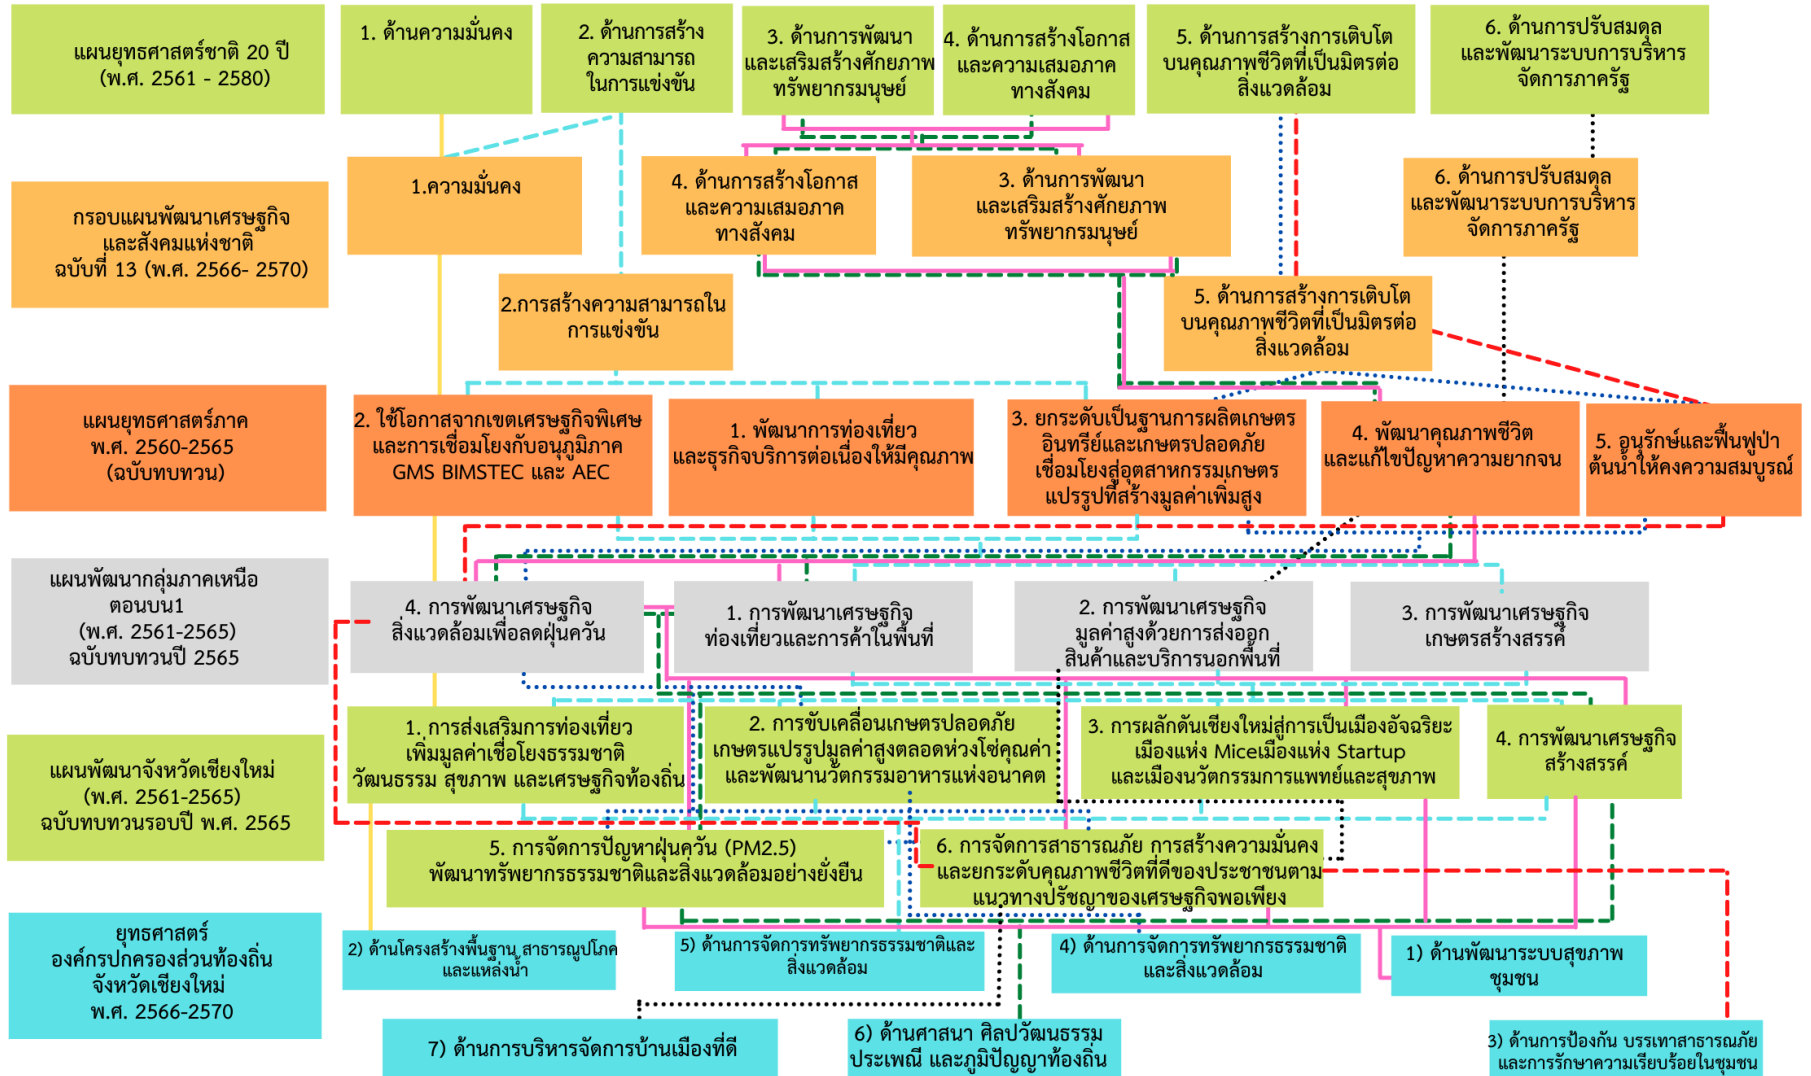 แผนยุทธศาสตร์ชาติ 20 ปี
(พ.ศ. 2561 - 2580)
1. ด้านความมั่นคง
2. ด้านการสร้าง
ความสามารถ
ในการแข่งขัน
3. ด้านการพัฒนา
และเสริมสร้างศักยภาพ
ทรัพยากรมนุษย์
4. ด้านการสร้างโอกาส
และความเสมอภาค
ทางสังคม
5. ด้านการสร้างการเติบโต
บนคุณภาพชีวิตที่เป็นมิตรต่อ
สิ่งแวดล้อม
6. ด้านการปรับสมดุล
และพัฒนาระบบการบริหาร
จัดการภาครัฐ
กรอบแผนพัฒนาเศรษฐกิจ
และสังคมแห่งชาติ
ฉบับที่ 13 (พ.ศ. 2566- 2570)
1.ความมั่นคง
4. ด้านการสร้างโอกาส
และความเสมอภาค
ทางสังคม
3. ด้านการพัฒนา
และเสริมสร้างศักยภาพ
ทรัพยากรมนุษย์
6. ด้านการปรับสมดุล
และพัฒนาระบบการบริหาร
จัดการภาครัฐ
2.การสร้างความสามารถใน
การแข่งขัน
5. ด้านการสร้างการเติบโต
บนคุณภาพชีวิตที่เป็นมิตรต่อ
สิ่งแวดล้อม
แผนยุทธศาสตร์ภาค
พ.ศ. 2560-2565
(ฉบับทบทวน)
2. ใช้โอกาสจากเขตเศรษฐกิจพิเศษ
และการเชื่อมโยงกับอนุภูมิภาค
GMS BIMSTEC และ AEC
1. พัฒนาการท่องเที่ยว
และธุรกิจบริการต่อเนื่องให้มีคุณภาพ
3. ยกระดับเป็นฐานการผลิตเกษตร
อินทรีย์และเกษตรปลอดภัย
เชื่อมโยงสู่อุตสาหกรรมเกษตร
แปรรูปที่สร้างมูลค่าเพิ่มสูง
4. พัฒนาคุณภาพชีวิต
และแก้ไขปัญหาความยากจน
5. อนุรักษ์และฟื้นฟูป่า
ต้นน้ำให้คงความสมบูรณ์
แผนพัฒนากลุ่มภาคเหนือ
ตอนบน1
(พ.ศ. 2561-2565)
ฉบับทบทวนปี 2565
4. การพัฒนาเศรษฐกิจ
สิ่งแวดล้อมเพื่อลดฝุ่นควัน
1. การพัฒนาเศรษฐกิจ
ท่องเที่ยวและการค้าในพื้นที่
2. การพัฒนาเศรษฐกิจ
มูลค่าสูงด้วยการส่งออก
สินค้าและบริการนอกพื้นที่
3. การพัฒนาเศรษฐกิจ
เกษตรสร้างสรรค์
แผนพัฒนาจังหวัดเชียงใหม่
(พ.ศ. 2561-2565)
ฉบับทบทวนรอบปี พ.ศ. 2565
1. การส่งเสริมการท่องเที่ยว
เพิ่มมูลค่าเชื่อโยงธรรมชาติ
วัฒนธรรม สุขภาพ และเศรษฐกิจท้องถิ่น
2. การขับเคลื่อนเกษตรปลอดภัย
เกษตรแปรรูปมูลค่าสูงตลอดห่วงโซ่คุณค่า
และพัฒนานวัตกรรมอาหารแห่งอนาคต
3. การผลักดันเชียงใหม่สู่การเป็นเมืองอัจฉริยะ
เมืองแห่ง Miceเมืองแห่ง Startup
และเมืองนวัตกรรมการแพทย์และสุขภาพ
4. การพัฒนาเศรษฐกิจ
สร้างสรรค์
5. การจัดการปัญหาฝุ่นควัน (PM2.5)
พัฒนาทรัพยากรธรรมชาติและสิ่งแวดล้อมอย่างยั่งยืน
6. การจัดการสาธารณภัย การสร้างความมั่นคง
และยกระดับคุณภาพชีวิตที่ดีของประชาชนตาม
แนวทางปรัชญาของเศรษฐกิจพอเพียง
ยุทธศาสตร์
องค์กรปกครองส่วนท้องถิ่น
จังหวัดเชียงใหม่
พ.ศ. 2566-2570
2) ด้านโครงสร้างพื้นฐาน สาธารณูปโภค
และแหล่งน้ำ
5) ด้านการจัดการทรัพยากรธรรมชาติและ
สิ่งแวดล้อม
4) ด้านการจัดการทรัพยากรธรรมชาติ
และสิ่งแวดล้อม
1) ด้านพัฒนาระบบสุขภาพ
ชุมชน
7) ด้านการบริหารจัดการบ้านเมืองที่ดี
6) ด้านศาสนา ศิลปวัฒนธรรม
ประเพณี และภูมิปัญญาท้องถิ่น
3) ด้านการป้องกัน บรรเทาสาธารณภัย
และการรักษาความเรียบร้อยในชุมชน